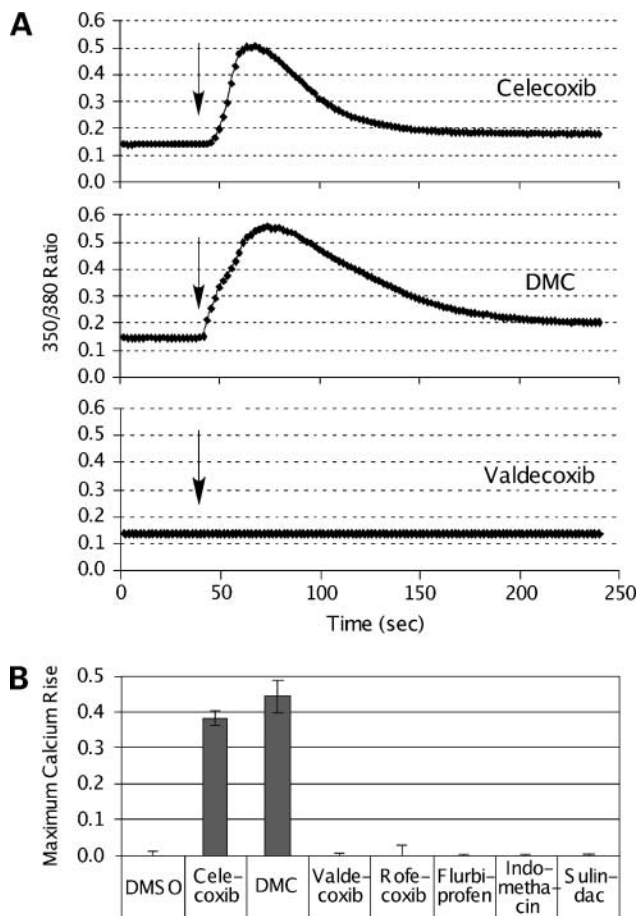 A
0.6
0.5
0.4
0.3
0.2
0.1
0.0
Celecoxib
0.6
0.5
0.4
0.3
0.2
0.1
0.0
DMC
350/380 Ratio
0.6
0.5
0.4
0.3
0.2
0.1
0.0
Valdecoxib
0 50 100 150 200 250
Time (sec)
B
Maximum Calcium Rise
0.5
0.4
0.3
0.2
0.1
0.0
DMSO
Cele–
coxib
DMC
Valde–
coxib
Rofe–
coxib
Flurbi–
profen
Indo–
metha–
cin
Sulin–
dac